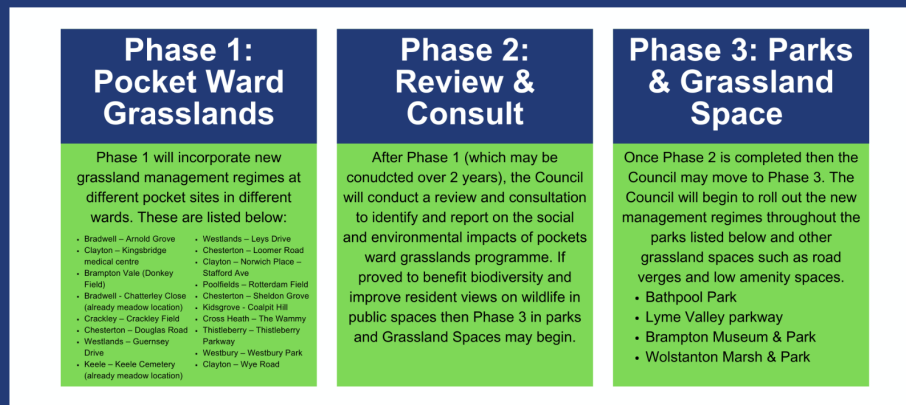 Phase 1:
Pocket Ward
Grasslands
Phase 1 will incorporate new
grassland management regimes at
different pocket sites in different
wards. These are listed below:
• Bradwell – Arnold Grove
• Clayton – Kingsbridge
medical centre
• Brampton Vale (Donkey
Field)
• Bradwell - Chatterley Close
(already meadow location)
• Crackley – Crackley Field
• Chesterton – Douglas Road
• Westlands – Guernsey
Drive
• Keele – Keele Cemetery
(already meadow location)
• Westlands – Leys Drive
• Chesterton – Loomer Road
• Clayton – Norwich Place –
Stafford Ave
• Poolfields – Rotterdam Field
• Chesterton – Sheldon Grove
• Kidsgrove - Coalpit Hill
• Cross Heath – The Wammy
• Thistleberry – Thistleberry
Parkway
• Westbury – Westbury Park
• Clayton – Wye Road
Phase 2:
Review &
Consult
After Phase 1 (which may be
conudcted over 2 years), the Council
will conduct a review and consultation
to identify and report on the social
and environmental impacts of pockets
ward grasslands programme. If
proved to benefit biodiversity and
improve resident views on wildlife in
public spaces then Phase 3 in parks
and Grassland Spaces may begin.
Phase 3: Parks
& Grassland
Space
Once Phase 2 is completed then the
Council may move to Phase 3. The
Council will begin to roll out the new
management regimes throughout the
parks listed below and other
grassland spaces such as road
verges and low amenity spaces.
• Bathpool Park
• Lyme Valley parkway
• Brampton Museum & Park
• Wolstanton Marsh & Park